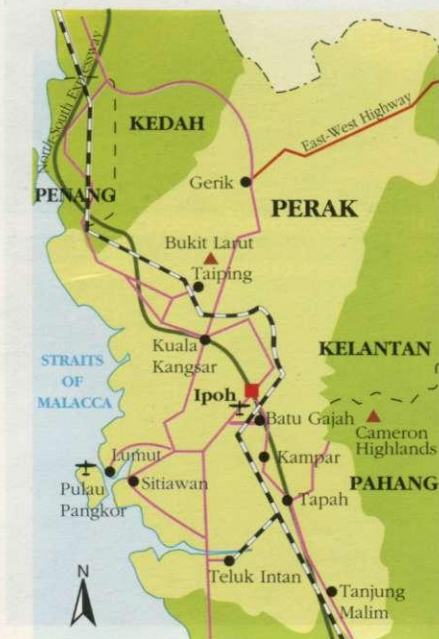 North-South Expressway
KEDAH
East-West Highway
Gerik
PENANG
PERAK
Bukit Larut
Taiping
STRAITS
OF
MALACCA
Kuala
Kangsar
KELANTAN
Ipoh
Batu Gajah
Cameron
Highlands
Lumut
Kampar
Pulau
Pangkor
Sitiawan
PAHANG
Tapah
N
Teluk Intan
Tanjung
Malim